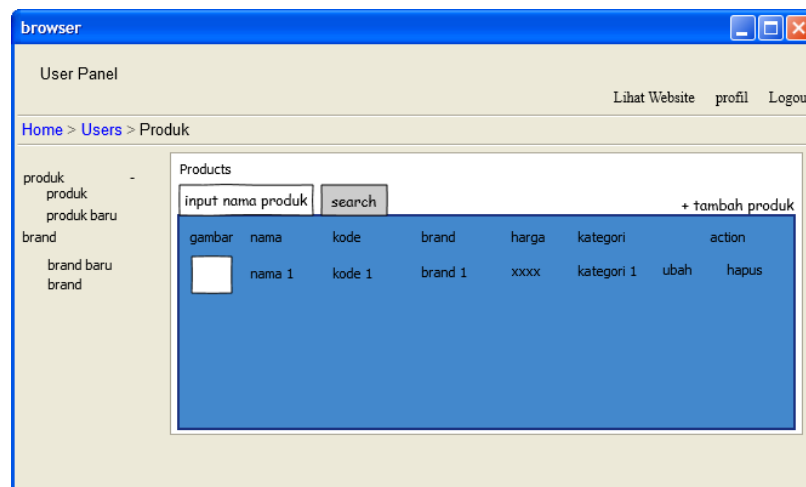 browser
User Panel
Lihat Website profil Logou
Home > Users > Produk
produk -
produk
produk baru
brand
brand baru
brand
Products
input nama produk search + tambah produk
gambar nama kode brand harga kategori action
nama 1 kode 1 brand 1 xxxx kategori 1 ubah hapus